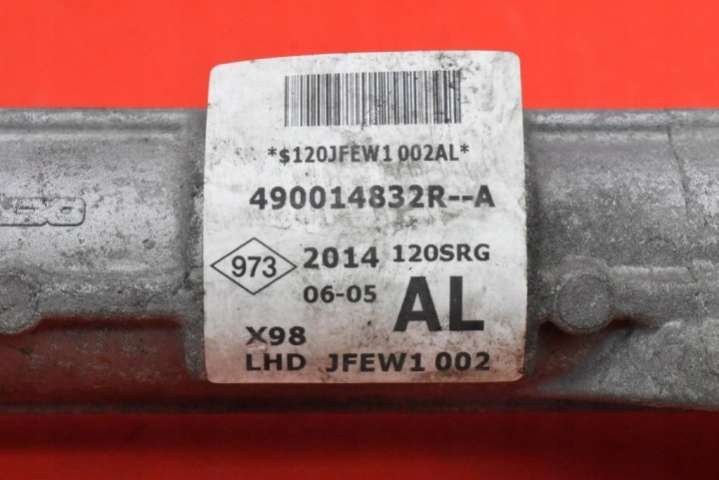 *$120JFEW1 002AL*
490014832R--A
973 2014 120SRG
06-05 AL
X98
LHD JFEW1 002